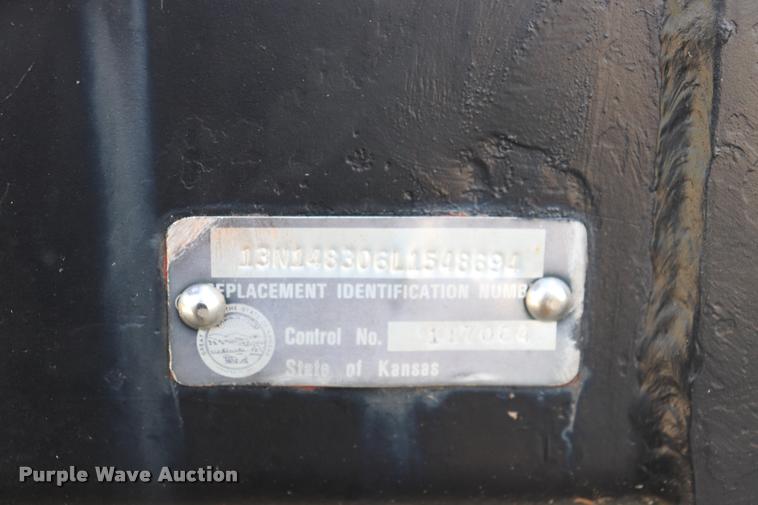 13N148306L1548694
REPLACEMENT IDENTIFICATION NUMBER
Control No.
State of Kansas
Purple Wave Auction